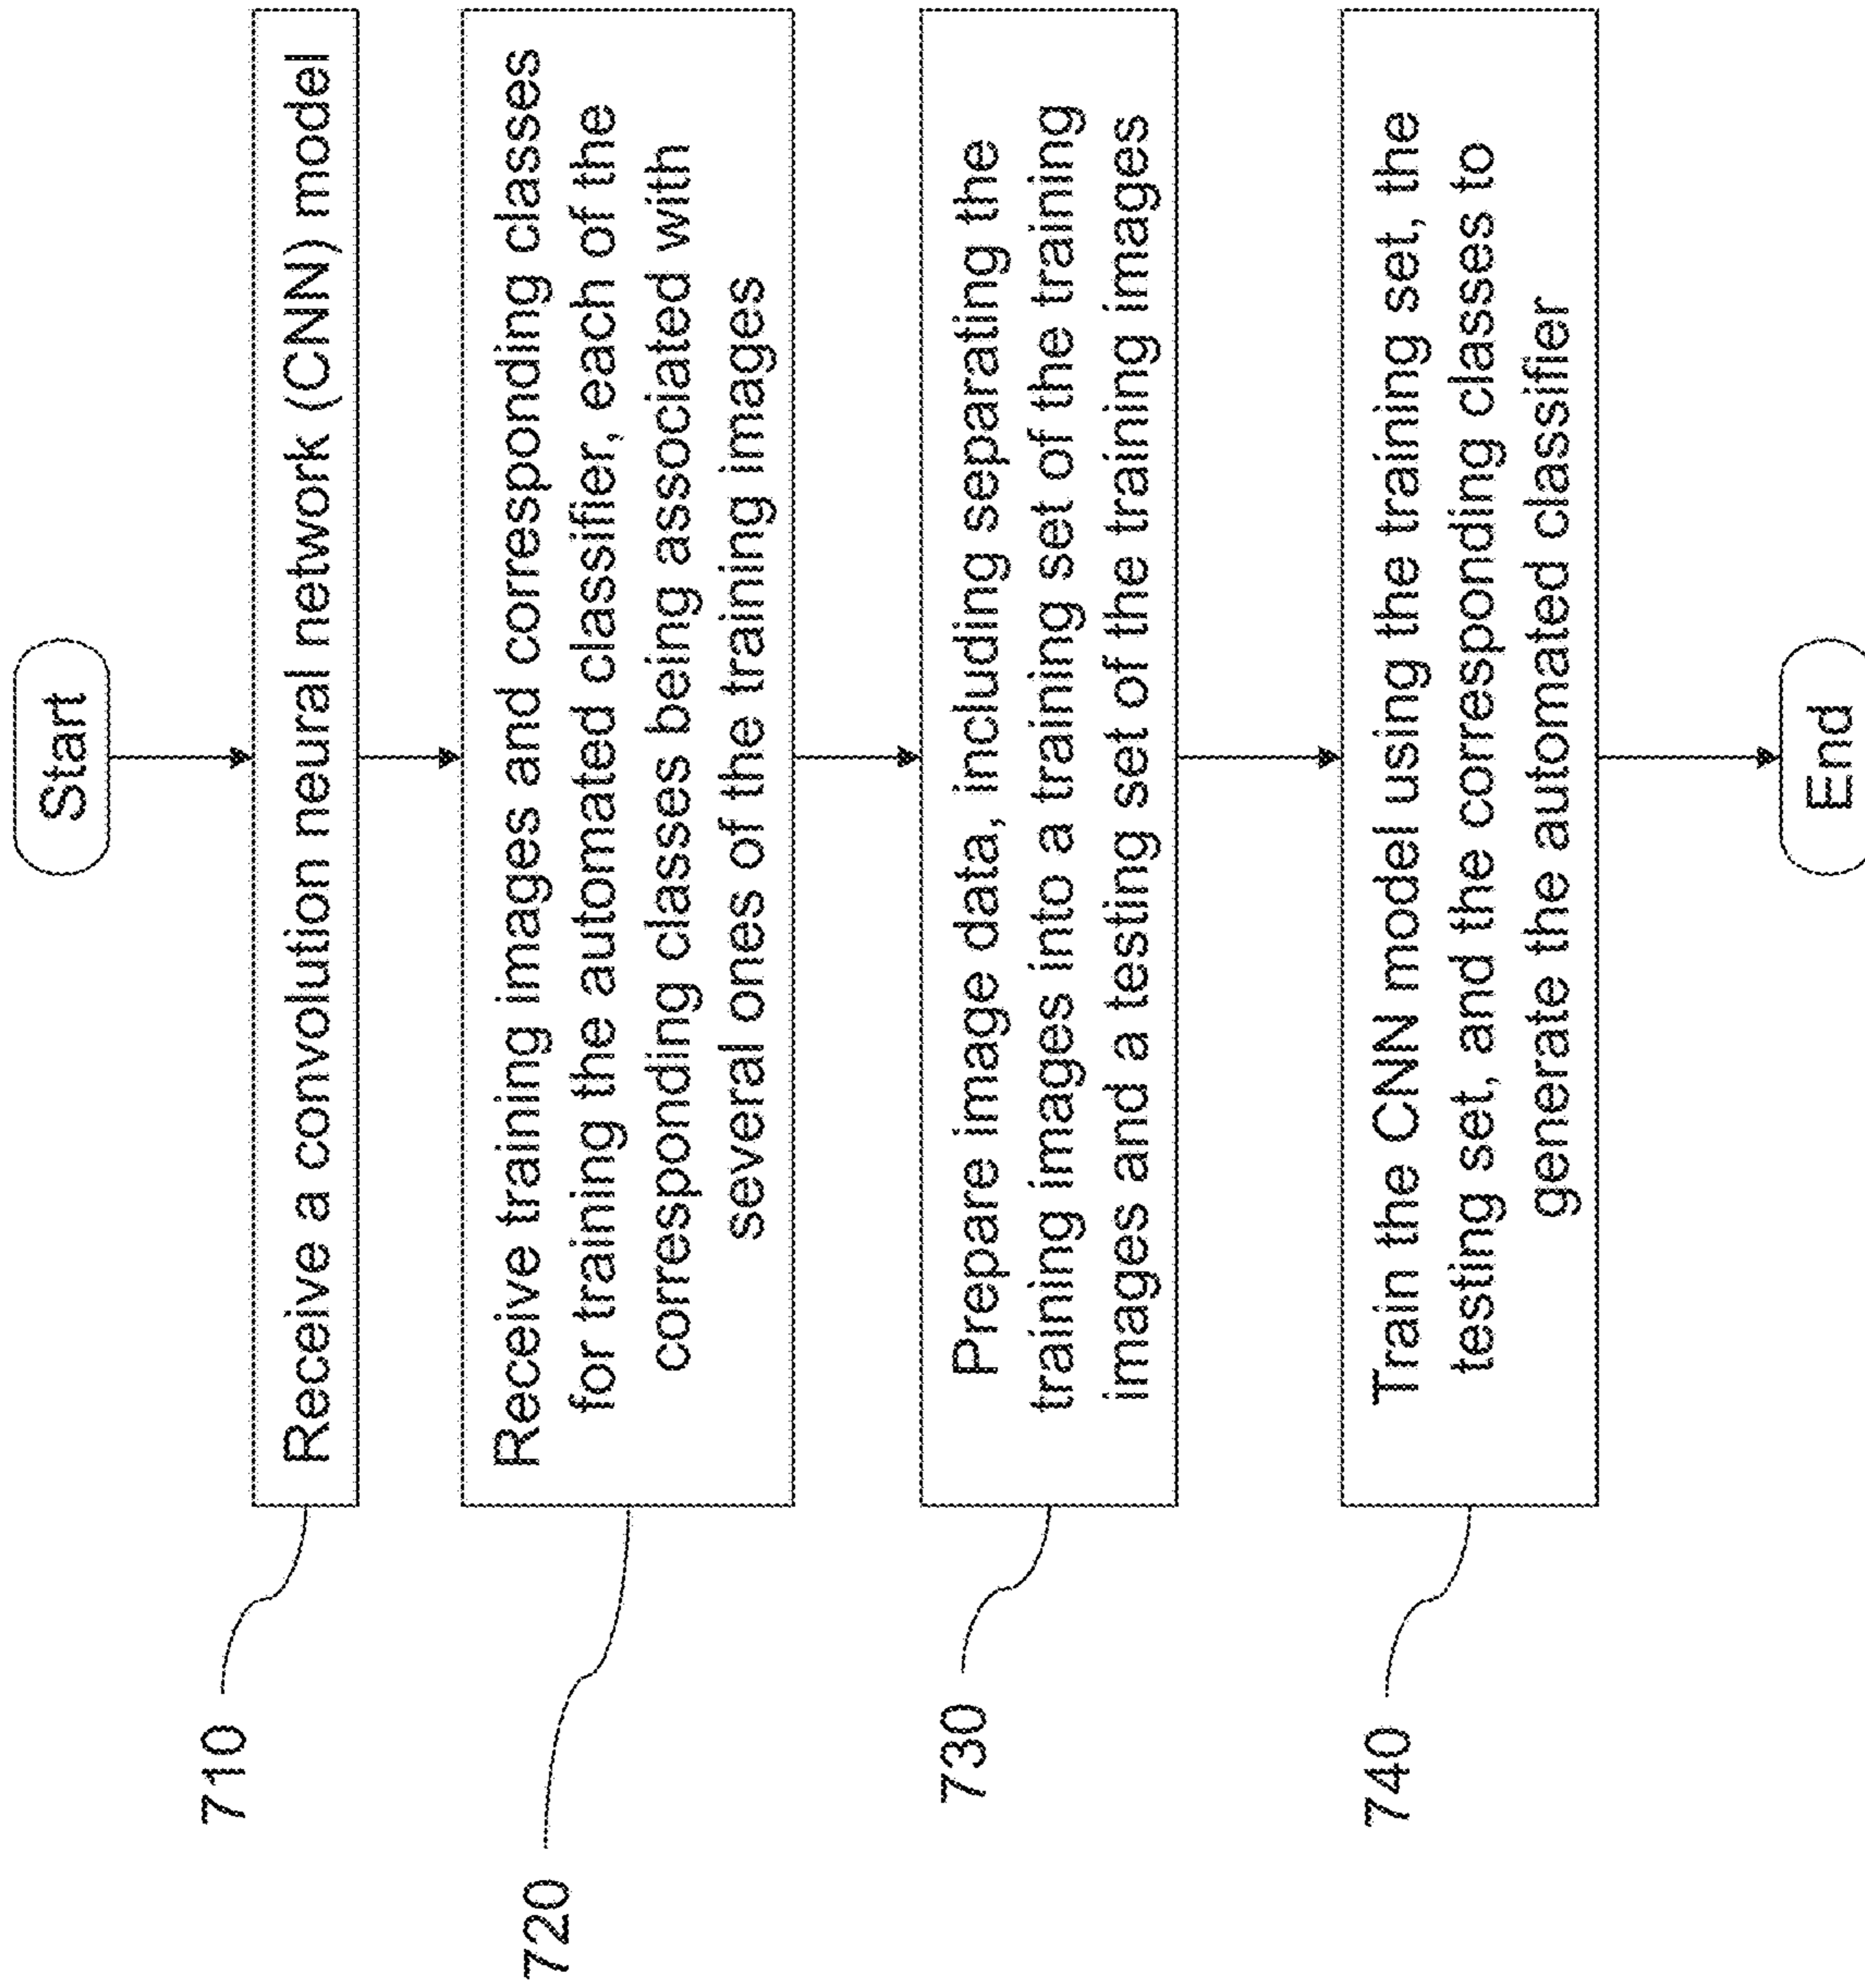 Start
710
Receive a convolution neural network (CNN) model
720
Receive training images and corresponding classes
for training the automated classifier, each of the
corresponding classes being associated with
several ones of the training images
730
Prepare image data, including separating the
training images into a training set of the training
images and a testing set of the training images
740
Train the CNN model using the training set, the
testing set, and the corresponding classes to
generate the automated classifier
End